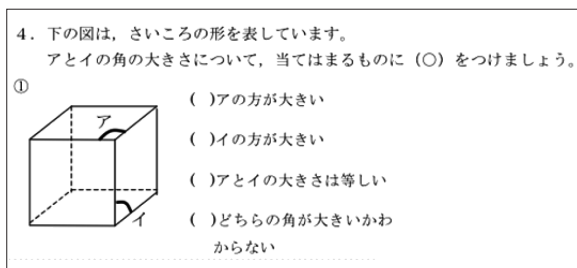 4．下の図は，さいころの形を表しています。
アとイの角の大きさについて，当てはまるものに（○）をつけましょう。
①
(　)アの方が大きい
(　)イの方が大きい
(　)アとイの大きさは等しい
(　)どちらの角が大きいかわ
からない
ア
イ